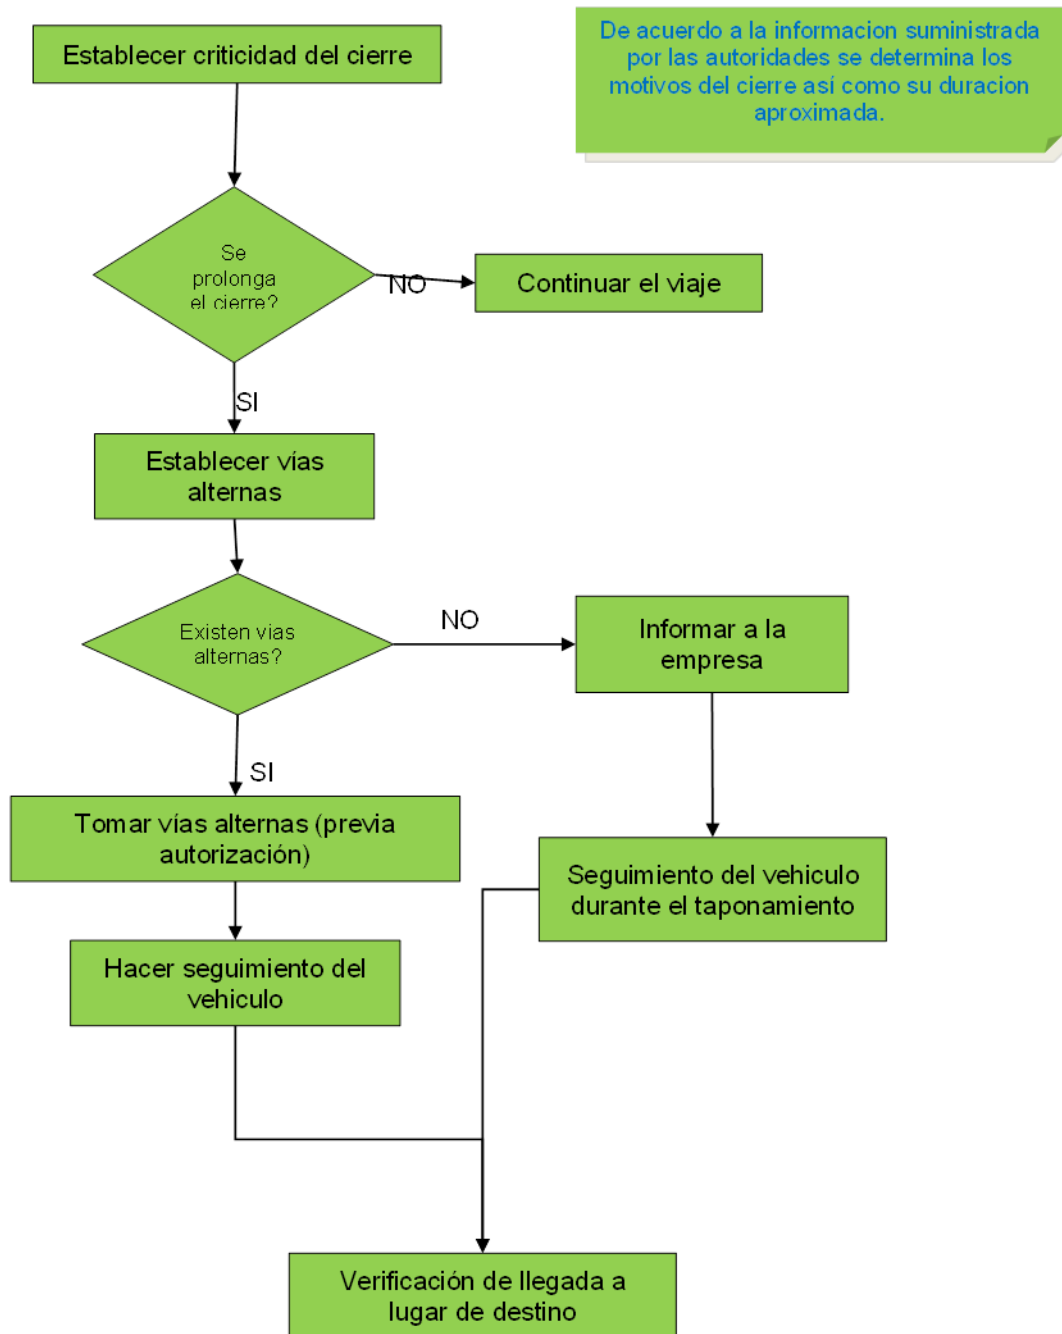 Establecer criticidad del cierre
De acuerdo a la informacion suministrada
por las autoridades se determina los
motivos del cierre así como su duracion
aproximada.
Se
prolonga
el cierre?
NO
Continuar el viaje
SI
Establecer vías
alternas
Existen vias
alternas?
NO
Informar a la
empresa
SI
Tomar vías alternas (previa
autorización)
Seguimiento del vehiculo
durante el taponamiento
Hacer seguimiento del
vehiculo
Verificación de llegada a
lugar de destino